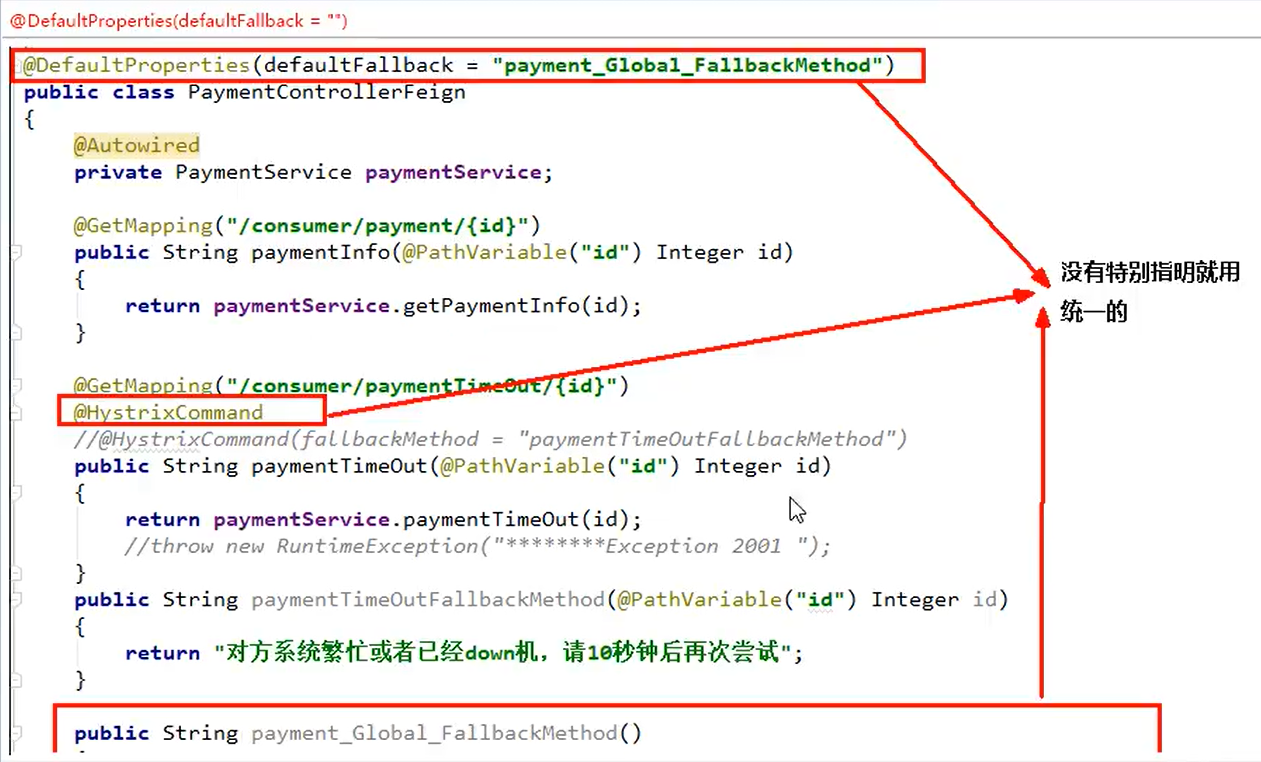 @DefaultProperties(defaultFallback = "")
@DefaultProperties(defaultFallback = "payment_Global_FallbackMethod")
public class PaymentControllerFeign
{
@Autowired
private PaymentService paymentService;
@GetMapping("/consumer/payment/{id}")
public String paymentInfo(@PathVariable("id") Integer id)
{
return paymentService.getPaymentInfo(id);
}
没有特别指明就用
统一的
@GetMapping("/consumer/paymentTimeOut/{id}")
@HystrixCommand
//@HystrixCommand(fallbackMethod = "paymentTimeOutFallbackMethod")
public String paymentTimeOut(@PathVariable("id") Integer id)
{
return paymentService.paymentTimeOut(id);
//throw new RuntimeException("********Exception 2001 ");
}
public String paymentTimeOutFallbackMethod(@PathVariable("id") Integer id)
{
return "对方系统繁忙或者已经down机，请10秒钟后再次尝试";
}
public String payment_Global_FallbackMethod()